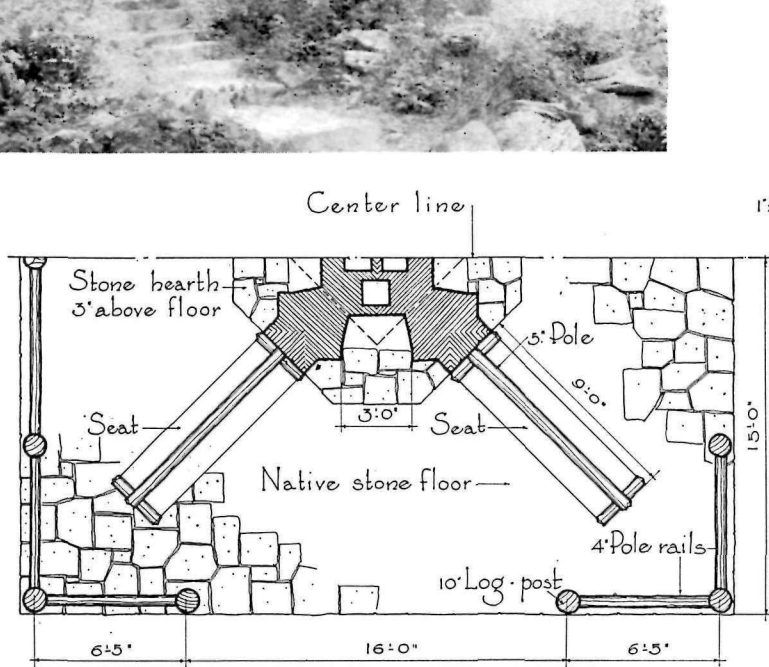 Center line
1"
Stone hearth
3" above floor
5" Pole
9'-0"
3'-0"
Seat
Seat
15'-0"
Native stone floor
4" Pole rails
10" Log-post
6'-5"
16'-0"
6'-5"